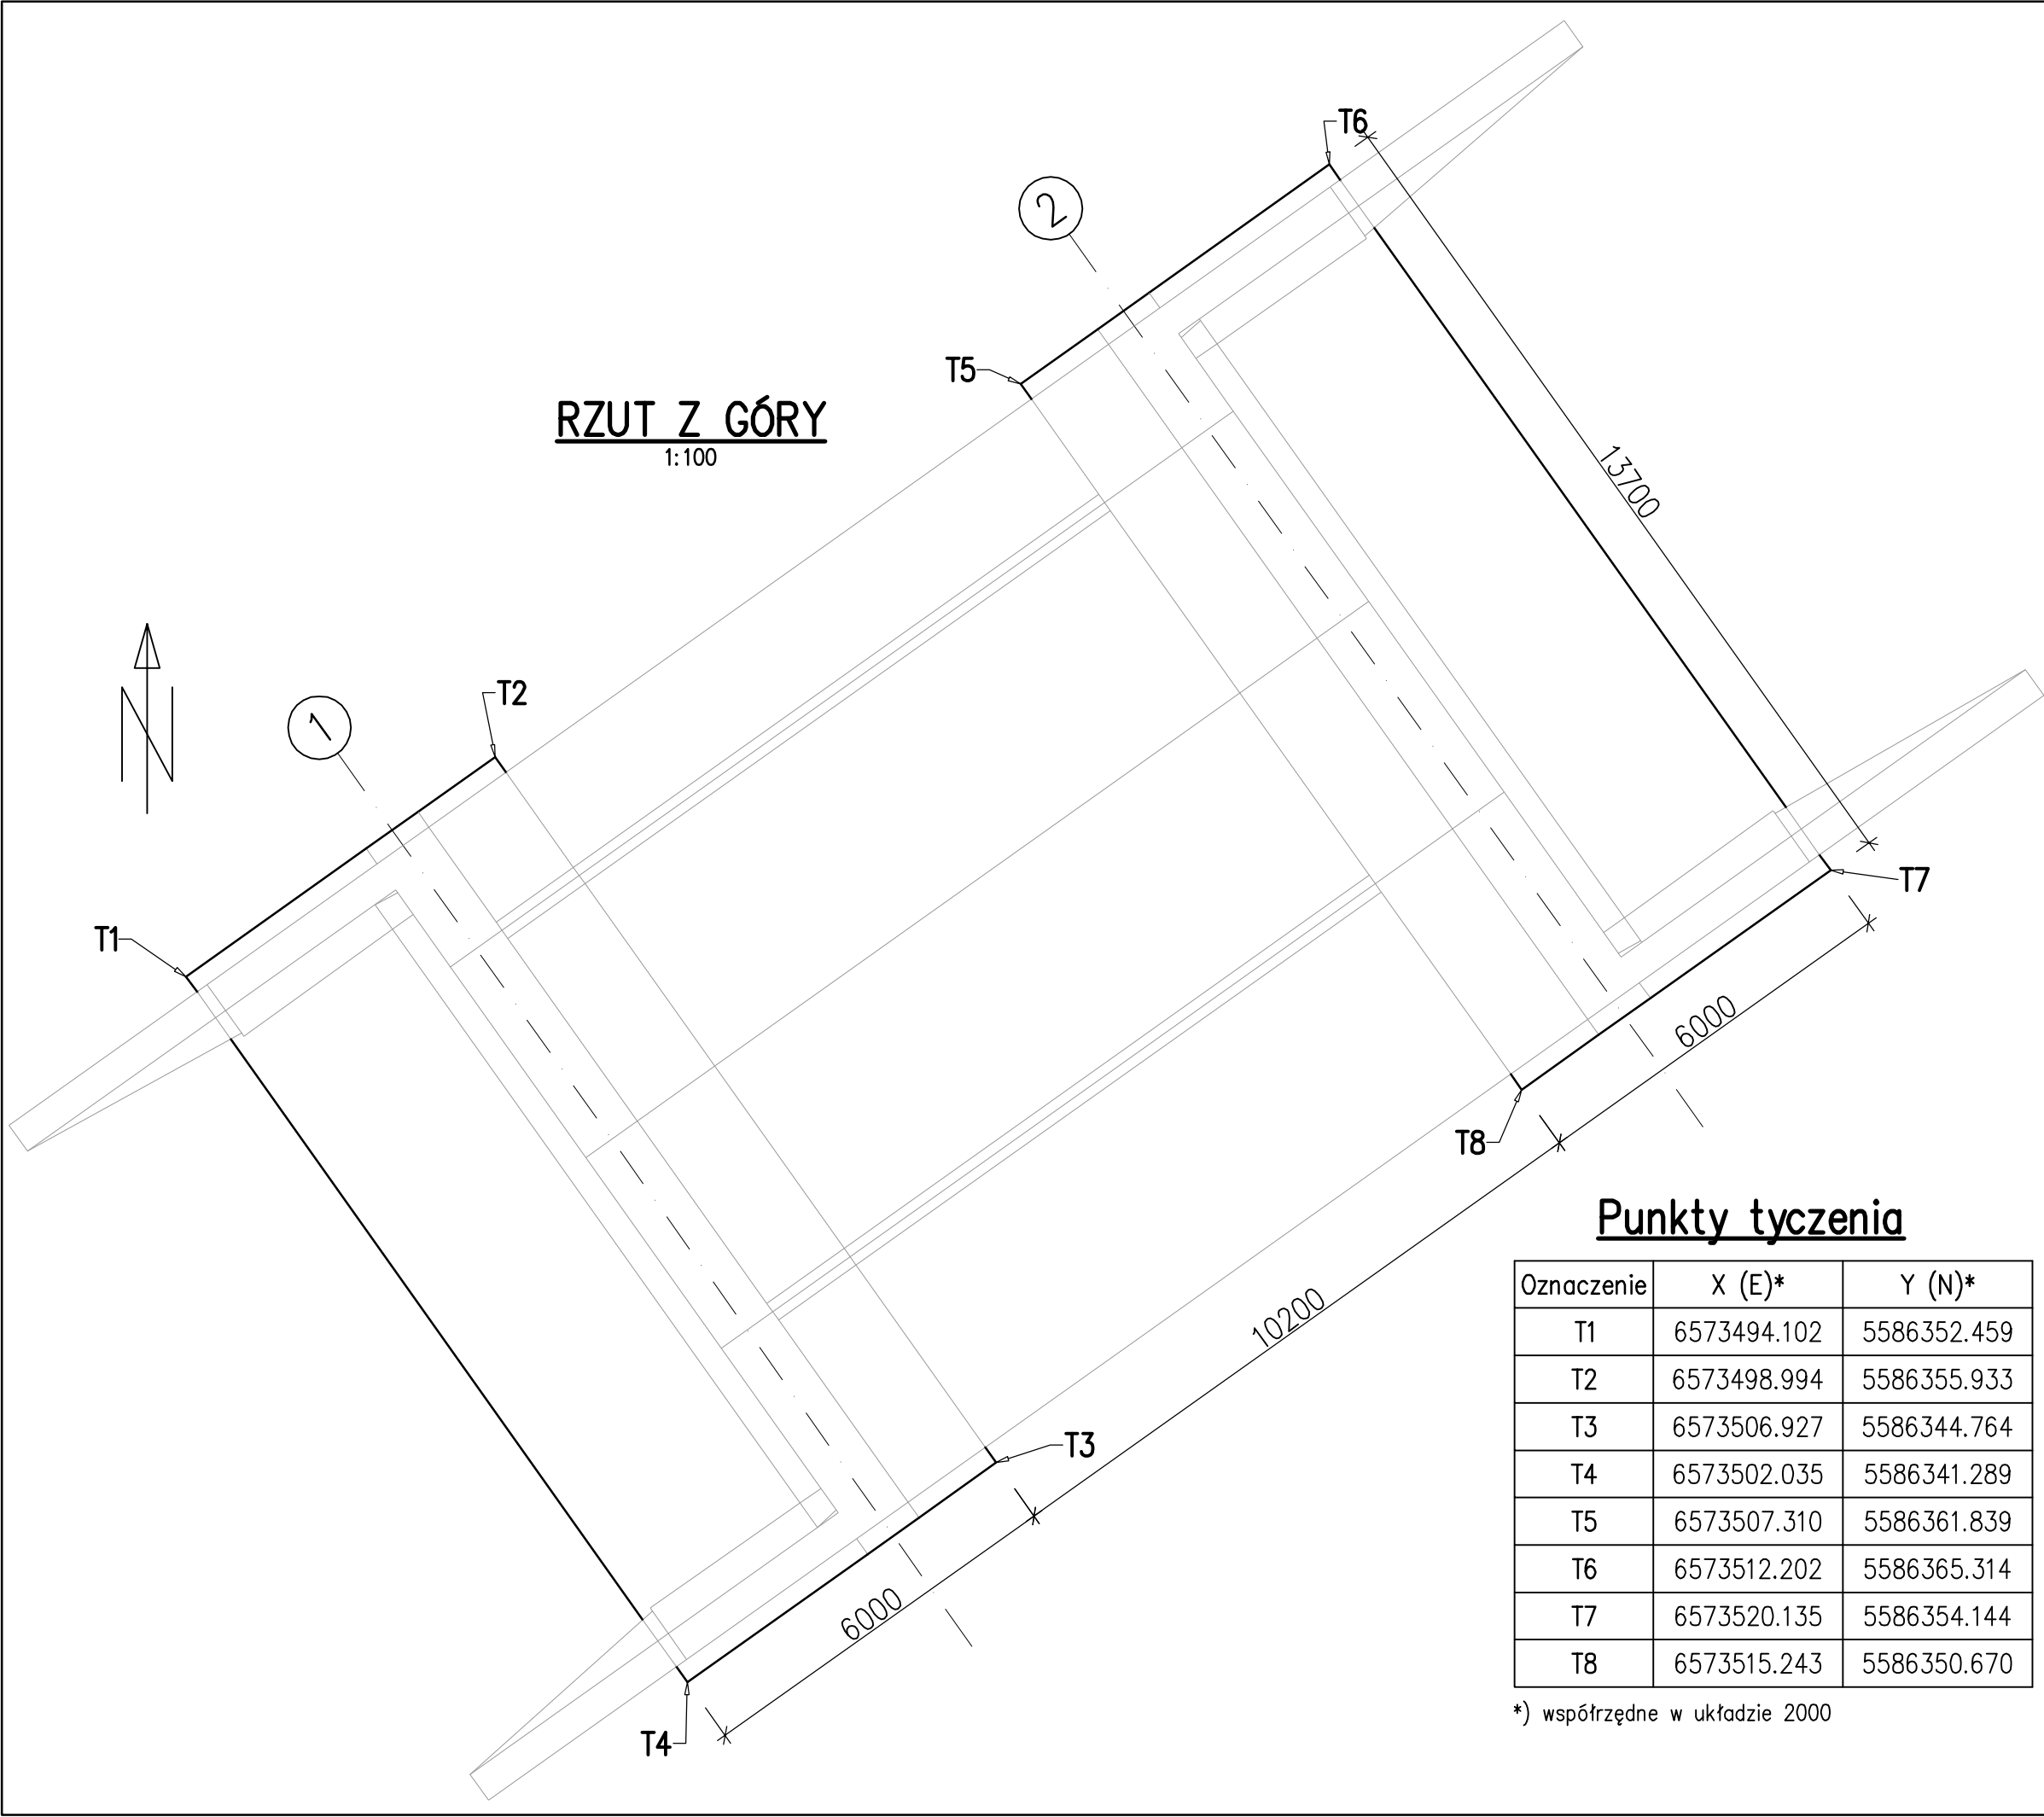 T6
2
13700
T5
RZUT Z GÓRY
1:100
N
T2
1
T7
T1
6000
T8
10200
T3
6000
T4
Punkty tyczenia
Oznaczenie X (E)* Y (N)*
T1 6573494.102 5586352.459
T2 6573498.994 5586355.933
T3 6573506.927 5586344.764
T4 6573502.035 5586341.289
T5 6573507.310 5586361.839
T6 6573512.202 5586365.314
T7 6573520.135 5586354.144
T8 6573515.243 5586350.670
*) współrzędne w układzie 2000